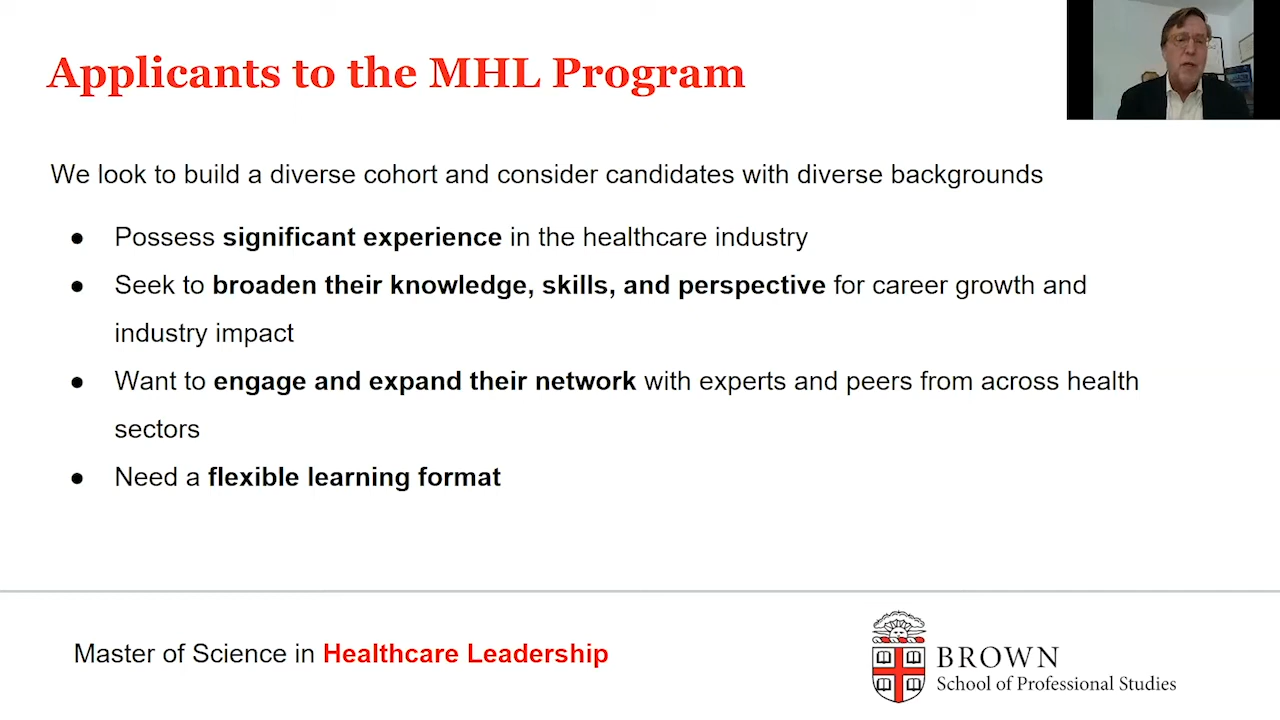 Applicants to the MHL Program
We look to build a diverse cohort and consider candidates with diverse backgrounds
● Possess significant experience in the healthcare industry
● Seek to broaden their knowledge, skills, and perspective for career growth and
industry impact
● Want to engage and expand their network with experts and peers from across health
sectors
● Need a flexible learning format
Master of Science in Healthcare Leadership
BROWN
School of Professional Studies